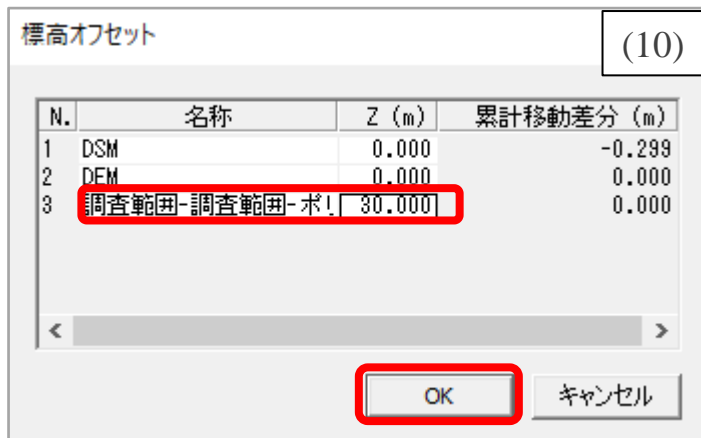 標高オフセット
(10)
N. 名称 Z (m) 累計移動差分 (m)
1 DSM 0.000 -0.299
2 DEM 0.000 0.000
3 調査範囲-調査範囲-ポリ 30.000 0.000
OK キャンセル